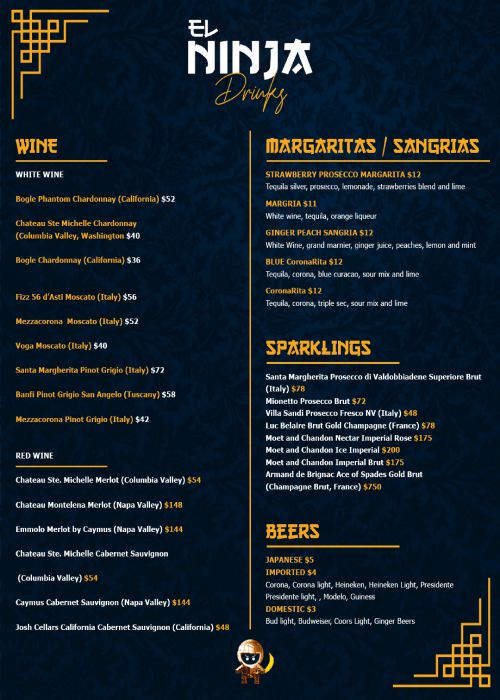 EL
NINJA
Drinks
WINE
WHITE WINE
Bogle Phantom Chardonnay (California) $52
Chateau Ste Michelle Chardonnay
(Columbia Valley, Washington $40
Bogle Chardonnay (California) $36
Fizz 56 d'Asti Moscato (Italy) $56
Mezzacorona Moscato (Italy) $52
Voga Moscato (Italy) $40
Santa Margherita Pinot Grigio (Italy) $72
Banfi Pinot Grigio San Angelo (Tuscany) $58
Mezzacorona Pinot Grigio (Italy) $42
RED WINE
Chateau Ste. Michelle Merlot (Columbia Valley) $54
Chateau Montelena Merlot (Napa Valley) $148
Emmolo Merlot by Caymus (Napa Valley) $144
Chateau Ste. Michelle Cabernet Sauvignon
(Columbia Valley) $54
Caymus Cabernet Sauvignon (Napa Valley) $144
Josh Cellars California Cabernet Sauvignon (California) $48
MARGARITAS / SANGRIAS
STRAWBERRY PROSECCO MARGARITA $12
Tequila silver, prosecco, lemonade, strawberries blend and lime
MARGRIA $11
White wine, tequila, orange liqueur
GINGER PEACH SANGRIA $12
White Wine, grand marnier, ginger juice, peaches, lemon and mint
BLUE CoronaRita $12
Tequila, corona, blue curacao, sour mix and lime
CoronaRita $12
Tequila, corona, triple sec, sour mix and lime
SPARKLINGS
Santa Margherita Prosecco di Valdobbiadene Superiore Brut
(Italy) $78
Mionetto Prosecco Brut $72
Villa Sandi Prosecco Fresco NV (Italy) $48
Luc Belaire Brut Gold Champagne (France) $78
Moet and Chandon Nectar Imperial Rose $175
Moet and Chandon Ice Imperial $200
Moet and Chandon Imperial Brut $175
Armand de Brignac Ace of Spades Gold Brut
(Champagne Brut, France) $750
BEERS
JAPANESE $5
IMPORTED $4
Corona, Corona light, Heineken, Heineken Light, Presidente
Presidente light, , Modelo, Guiness
DOMESTIC $3
Bud light, Budweiser, Coors Light, Ginger Beers